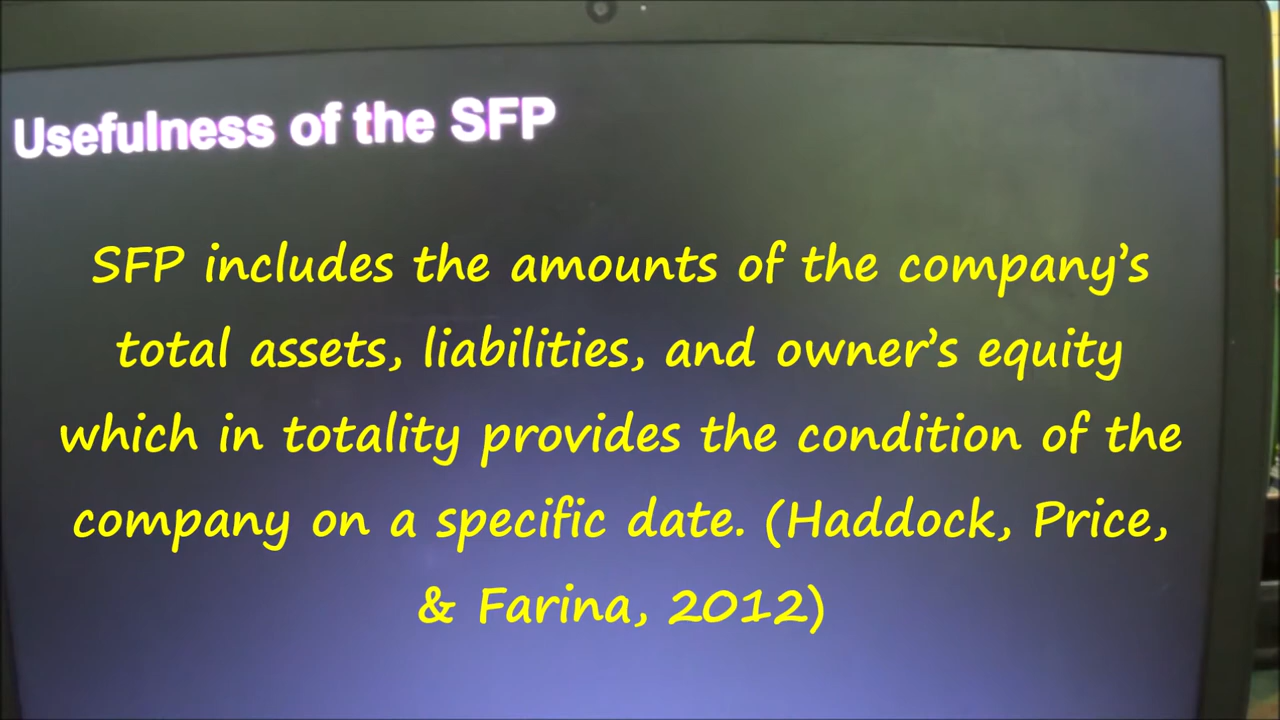 Usefulness of the SFP
SFP includes the amounts of the company's
total assets, liabilities, and owner's equity
which in totality provides the condition of the
company on a specific date. (Haddock, Price,
& Farina, 2012)